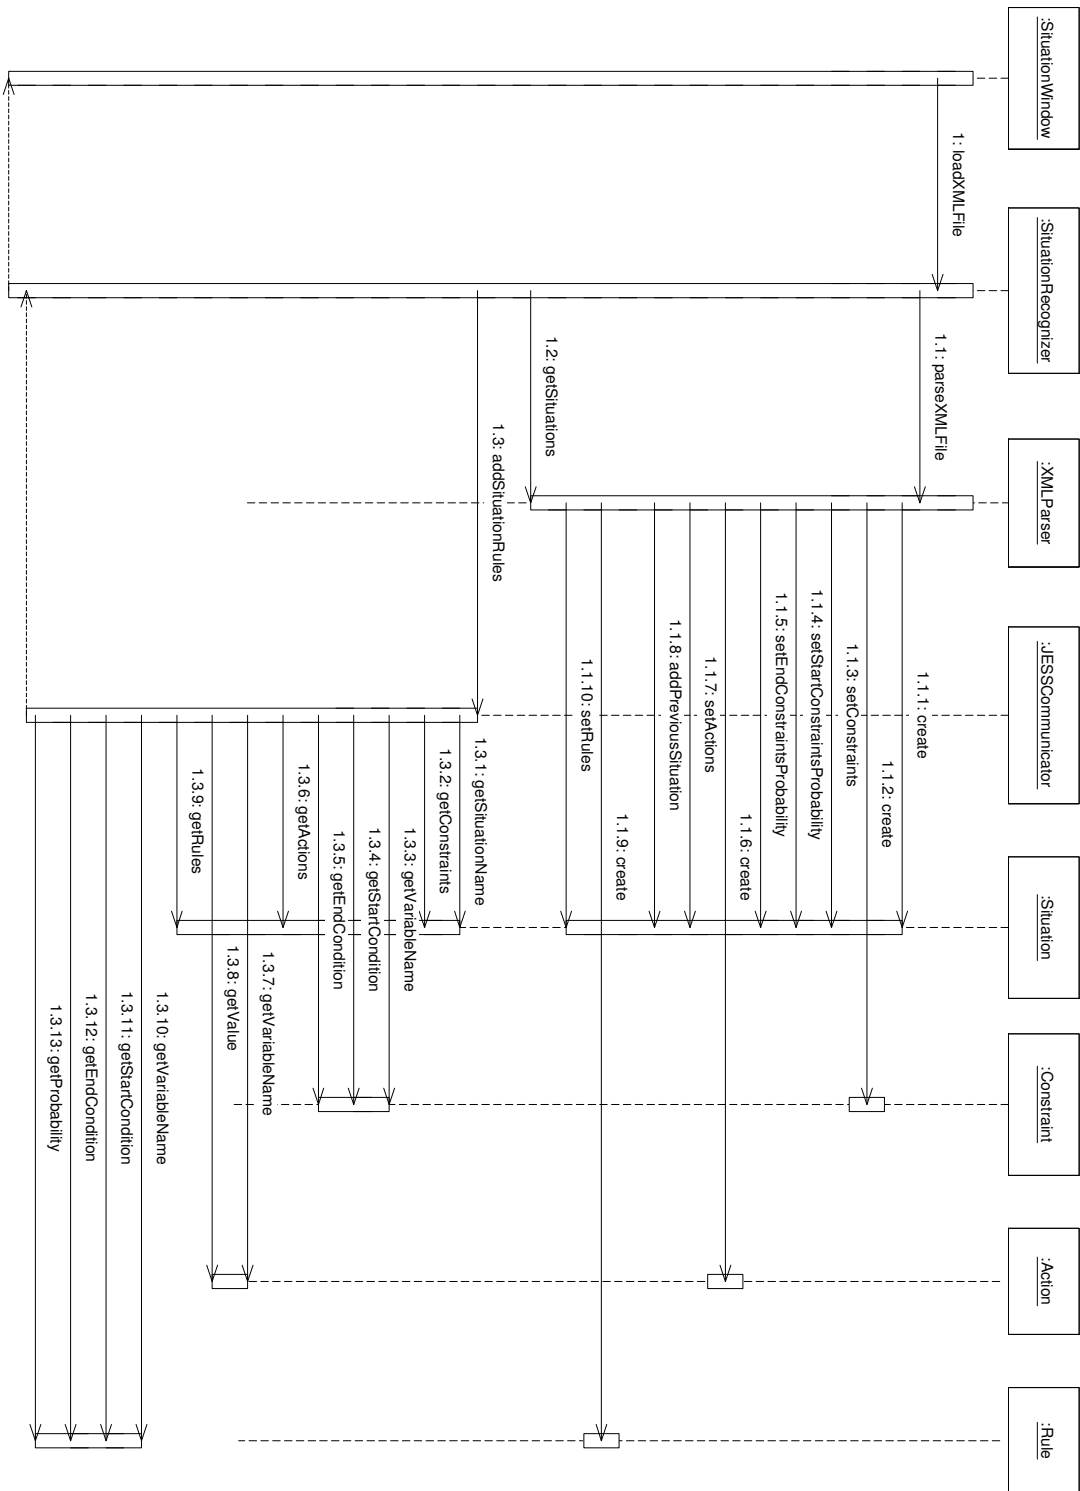 :SituationWindow
:SituationRecognizer
:XMLParser
:JESSCommunicator
:Situation
:Constraint
:Action
:Rule
1: loadXMLFile
1.1: parseXMLFile
1.1.1: create
1.1.2: create
1.1.3: setConstraints
1.1.4: setStartConstraintsProbability
1.1.5: setEndConstraintsProbability
1.1.6: create
1.1.7: setActions
1.1.8: addPreviousSituation
1.1.9: create
1.1.10: setRules
1.2: getSituations
1.3: addSituationRules
1.3.1: getSituationName
1.3.2: getConstraints
1.3.3: getVariableName
1.3.4: getStartCondition
1.3.5: getEndCondition
1.3.6: getActions
1.3.7: getVariableName
1.3.8: getValue
1.3.9: getRules
1.3.10: getVariableName
1.3.11: getStartCondition
1.3.12: getEndCondition
1.3.13: getProbability